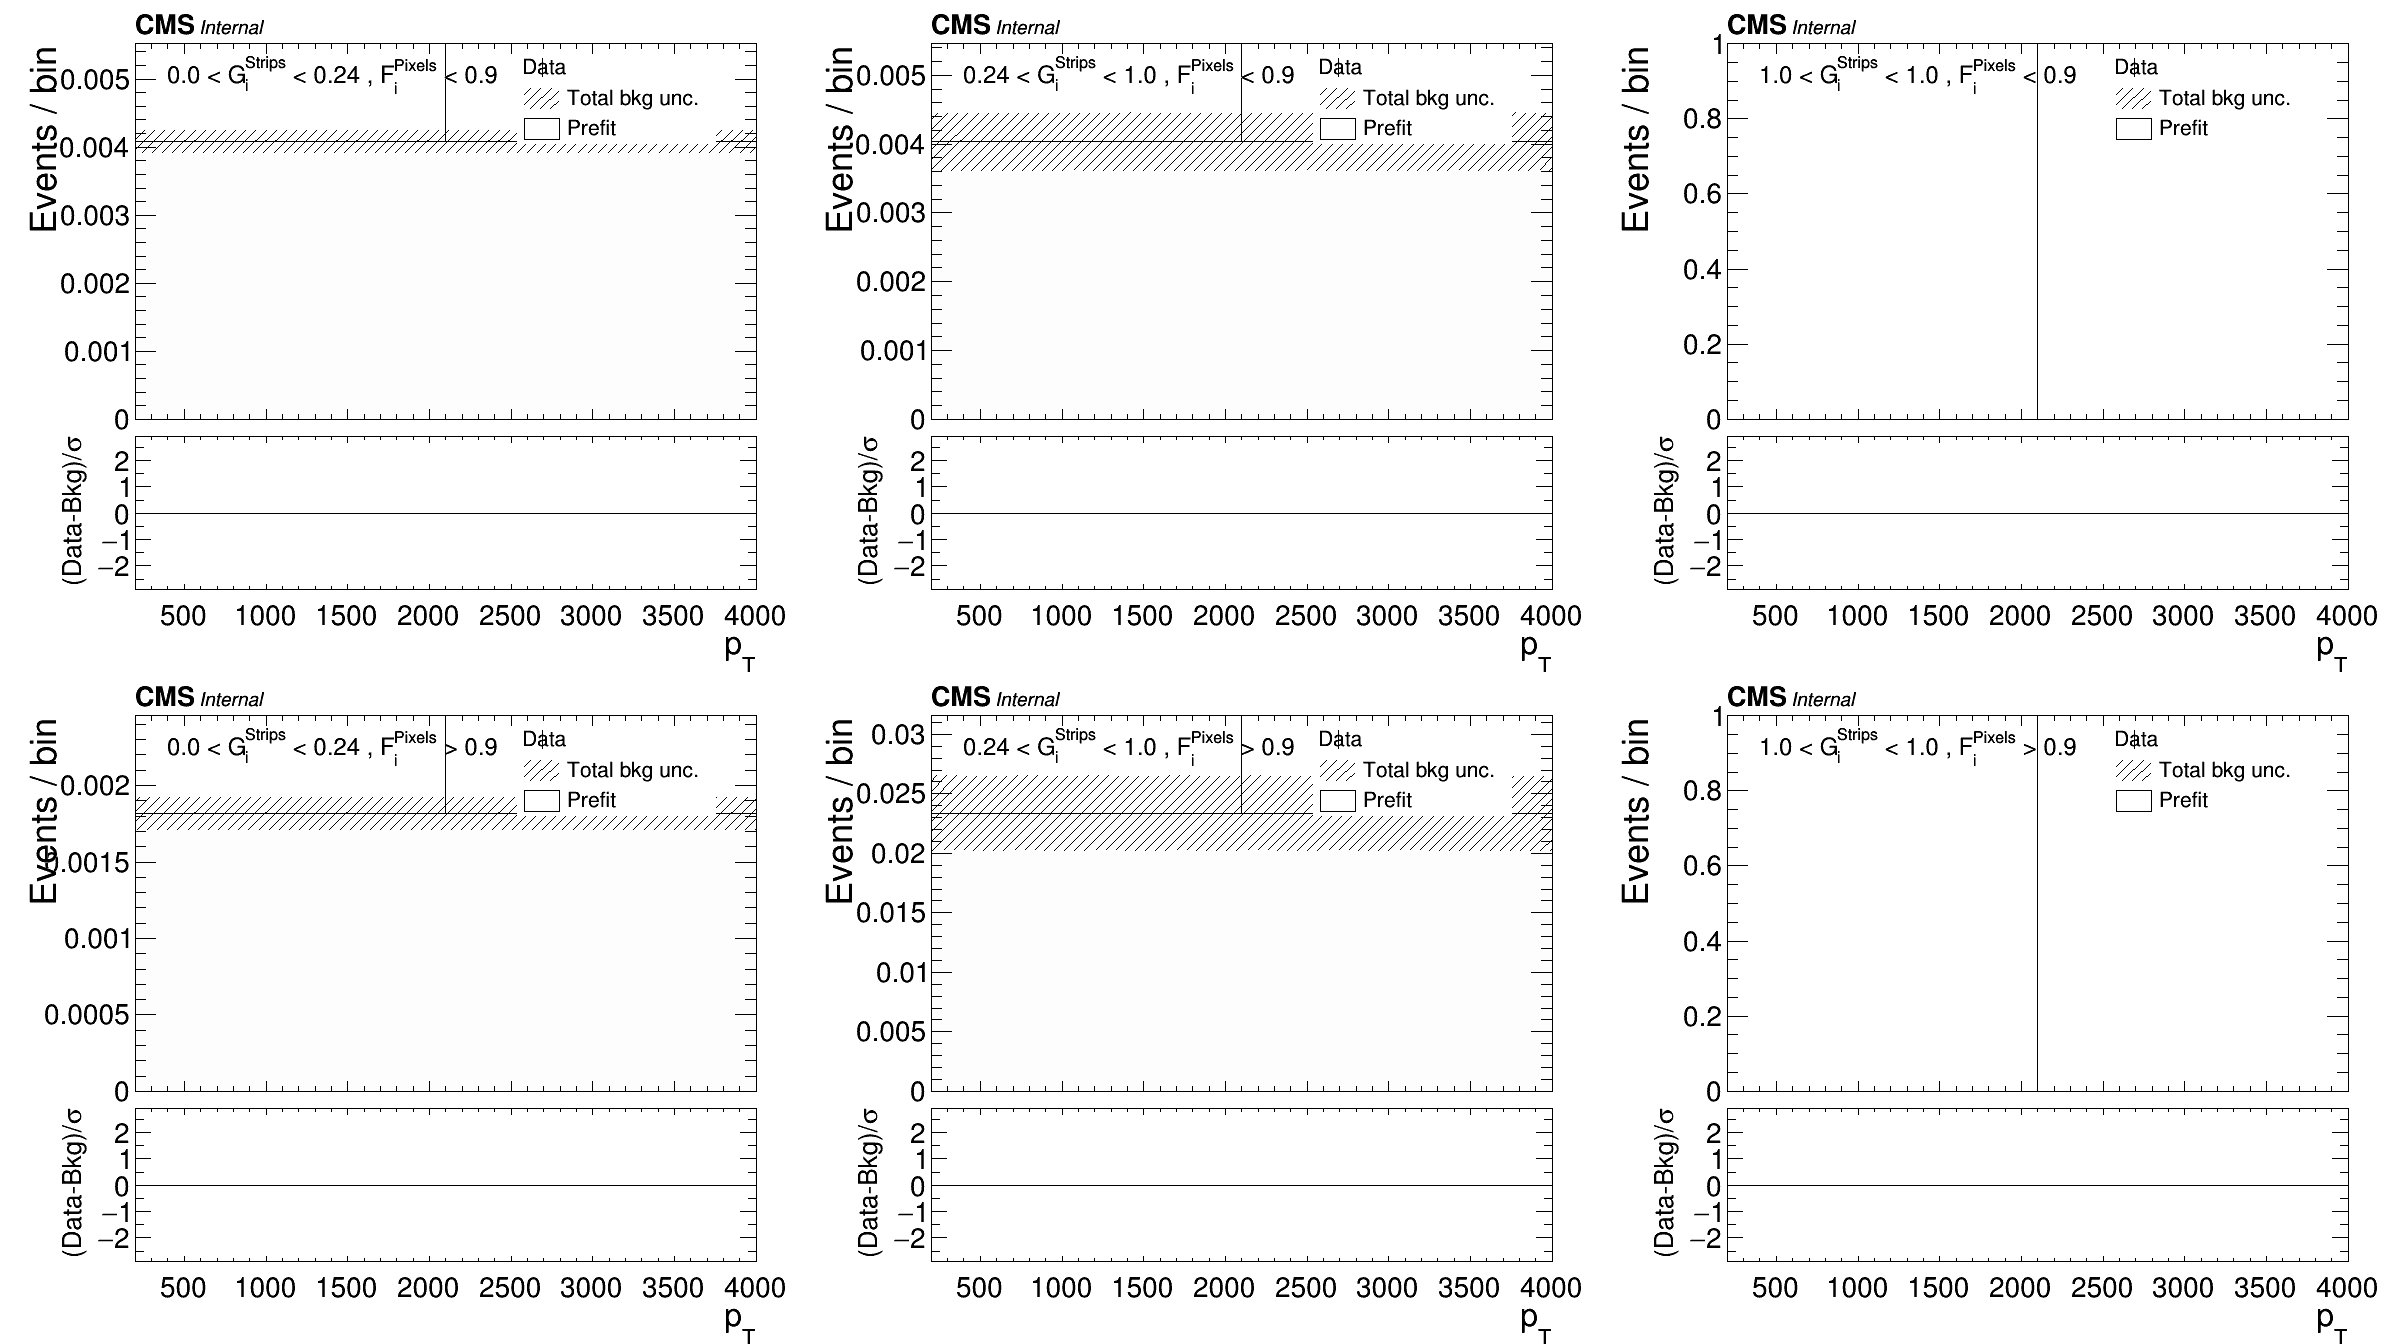 CMS Internal
Events / bin
0.0 < G_i^Strips < 0.24 , F_i^Pixels < 0.9
Data
Total bkg unc.
Prefit
0.005
0.004
0.003
0.002
0.001
0
(Data-Bkg)/σ
2
1
0
−1
−2
500 1000 1500 2000 2500 3000 3500 4000
p_T
CMS Internal
Events / bin
0.24 < G_i^Strips < 1.0 , F_i^Pixels < 0.9
Data
Total bkg unc.
Prefit
0.005
0.004
0.003
0.002
0.001
0
(Data-Bkg)/σ
2
1
0
−1
−2
500 1000 1500 2000 2500 3000 3500 4000
p_T
CMS Internal
Events / bin
1.0 < G_i^Strips < 1.0 , F_i^Pixels < 0.9
Data
Total bkg unc.
Prefit
1
0.8
0.6
0.4
0.2
0
(Data-Bkg)/σ
2
1
0
−1
−2
500 1000 1500 2000 2500 3000 3500 4000
p_T
CMS Internal
Events / bin
0.0 < G_i^Strips < 0.24 , F_i^Pixels > 0.9
Data
Total bkg unc.
Prefit
0.002
0.0015
0.001
0.0005
0
(Data-Bkg)/σ
2
1
0
−1
−2
500 1000 1500 2000 2500 3000 3500 4000
p_T
CMS Internal
Events / bin
0.24 < G_i^Strips < 1.0 , F_i^Pixels > 0.9
Data
Total bkg unc.
Prefit
0.03
0.025
0.02
0.015
0.01
0.005
0
(Data-Bkg)/σ
2
1
0
−1
−2
500 1000 1500 2000 2500 3000 3500 4000
p_T
CMS Internal
Events / bin
1.0 < G_i^Strips < 1.0 , F_i^Pixels > 0.9
Data
Total bkg unc.
Prefit
1
0.8
0.6
0.4
0.2
0
(Data-Bkg)/σ
2
1
0
−1
−2
500 1000 1500 2000 2500 3000 3500 4000
p_T